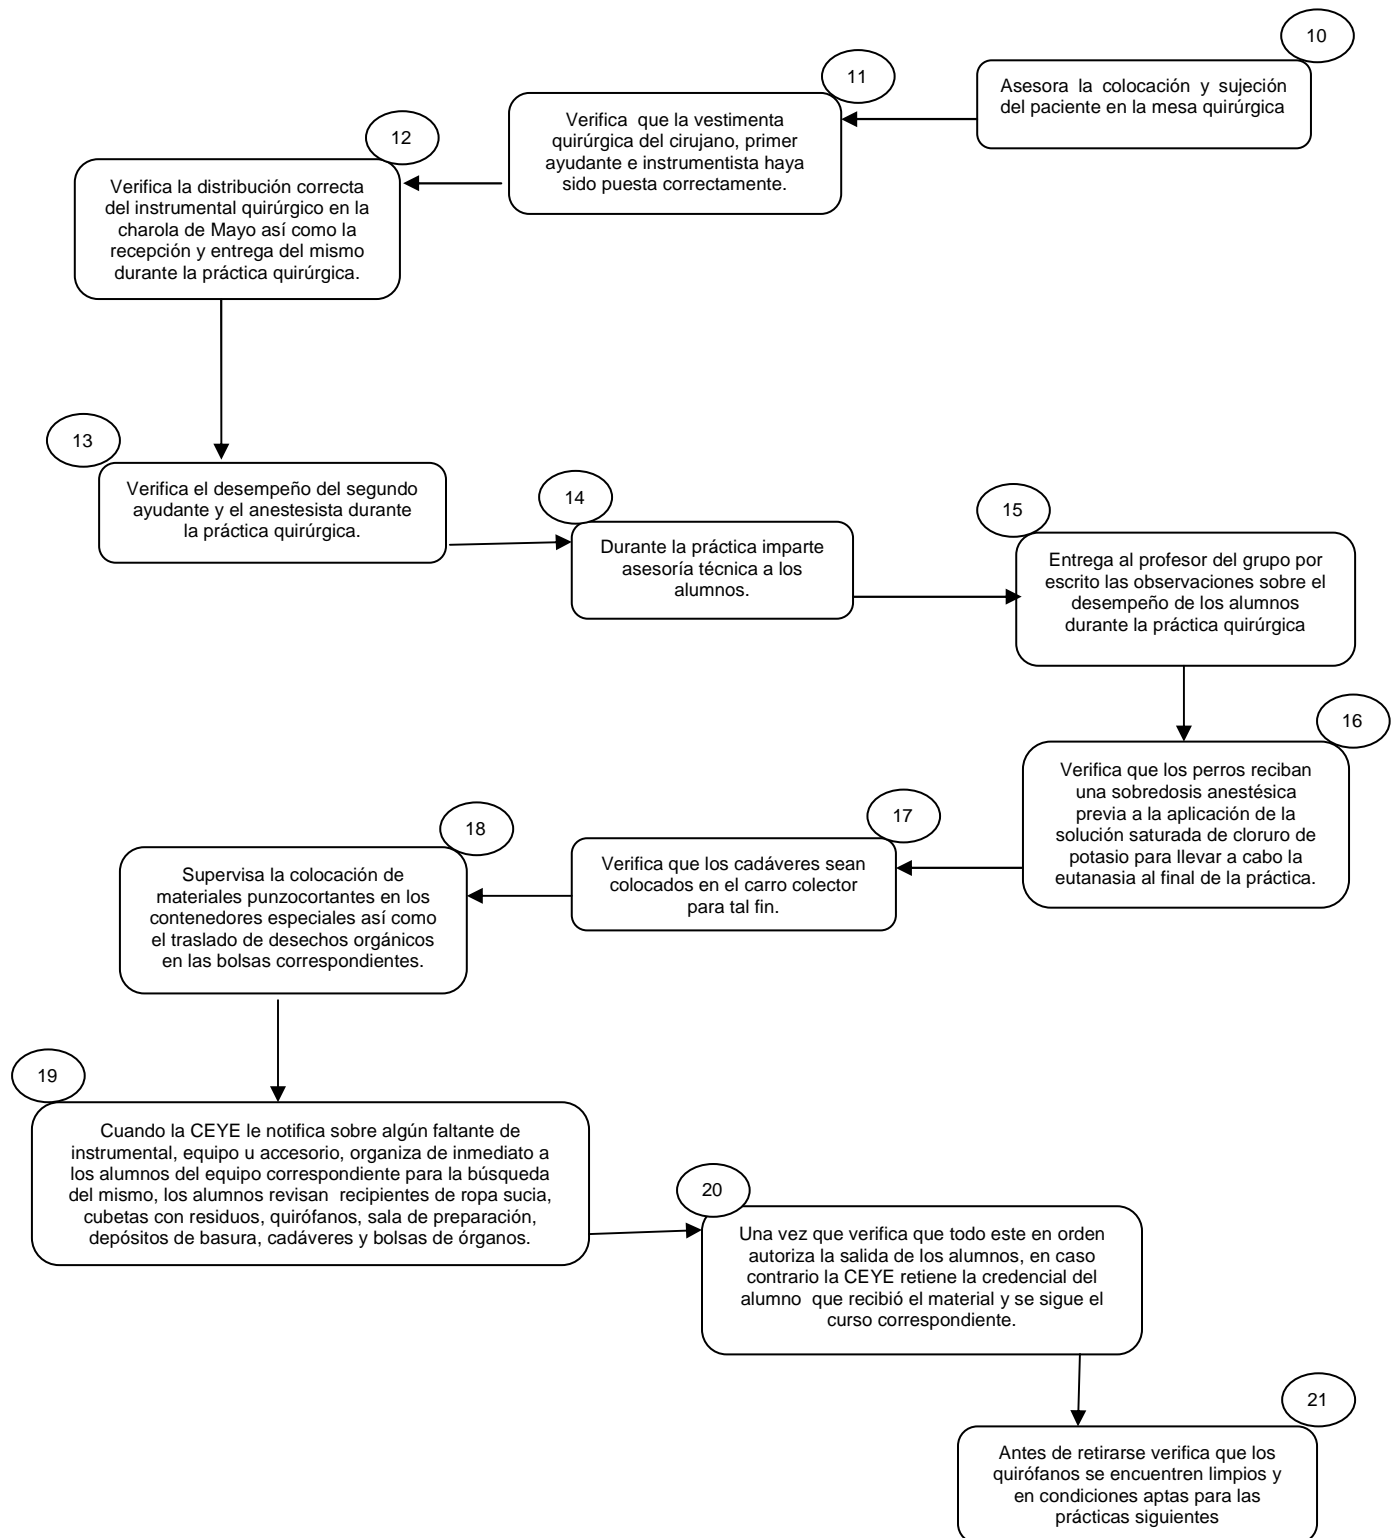 10
Asesora la colocación y sujeción
del paciente en la mesa quirúrgica
11
Verifica que la vestimenta
quirúrgica del cirujano, primer
ayudante e instrumentista haya
sido puesta correctamente.
12
Verifica la distribución correcta
del instrumental quirúrgico en la
charola de Mayo así como la
recepción y entrega del mismo
durante la práctica quirúrgica.
13
Verifica el desempeño del segundo
ayudante y el anestesista durante
la práctica quirúrgica.
14
Durante la práctica imparte
asesoría técnica a los
alumnos.
15
Entrega al profesor del grupo por
escrito las observaciones sobre el
desempeño de los alumnos
durante la práctica quirúrgica
16
Verifica que los perros reciban
una sobredosis anestésica
previa a la aplicación de la
solución saturada de cloruro de
potasio para llevar a cabo la
eutanasia al final de la práctica.
17
Verifica que los cadáveres sean
colocados en el carro colector
para tal fin.
18
Supervisa la colocación de
materiales punzocortantes en los
contenedores especiales así como
el traslado de desechos orgánicos
en las bolsas correspondientes.
19
Cuando la CEYE le notifica sobre algún faltante de
instrumental, equipo u accesorio, organiza de inmediato a
los alumnos del equipo correspondiente para la búsqueda
del mismo, los alumnos revisan recipientes de ropa sucia,
cubetas con residuos, quirófanos, sala de preparación,
depósitos de basura, cadáveres y bolsas de órganos.
20
Una vez que verifica que todo este en orden
autoriza la salida de los alumnos, en caso
contrario la CEYE retiene la credencial del
alumno que recibió el material y se sigue el
curso correspondiente.
21
Antes de retirarse verifica que los
quirófanos se encuentren limpios y
en condiciones aptas para las
prácticas siguientes